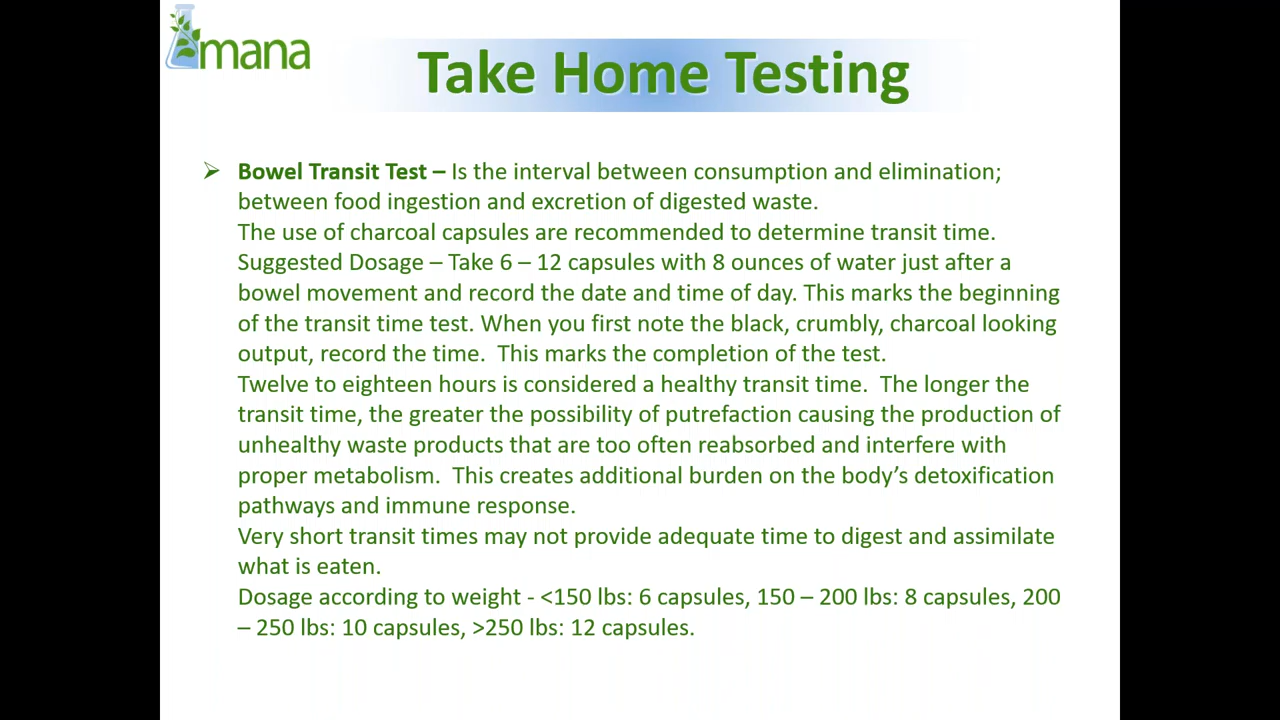 mana
Take Home Testing
Bowel Transit Test – Is the interval between consumption and elimination;
between food ingestion and excretion of digested waste.
The use of charcoal capsules are recommended to determine transit time.
Suggested Dosage – Take 6 – 12 capsules with 8 ounces of water just after a
bowel movement and record the date and time of day. This marks the beginning
of the transit time test. When you first note the black, crumbly, charcoal looking
output, record the time.  This marks the completion of the test.
Twelve to eighteen hours is considered a healthy transit time.  The longer the
transit time, the greater the possibility of putrefaction causing the production of
unhealthy waste products that are too often reabsorbed and interfere with
proper metabolism.  This creates additional burden on the body’s detoxification
pathways and immune response.
Very short transit times may not provide adequate time to digest and assimilate
what is eaten.
Dosage according to weight - <150 lbs: 6 capsules, 150 – 200 lbs: 8 capsules, 200
– 250 lbs: 10 capsules, >250 lbs: 12 capsules.